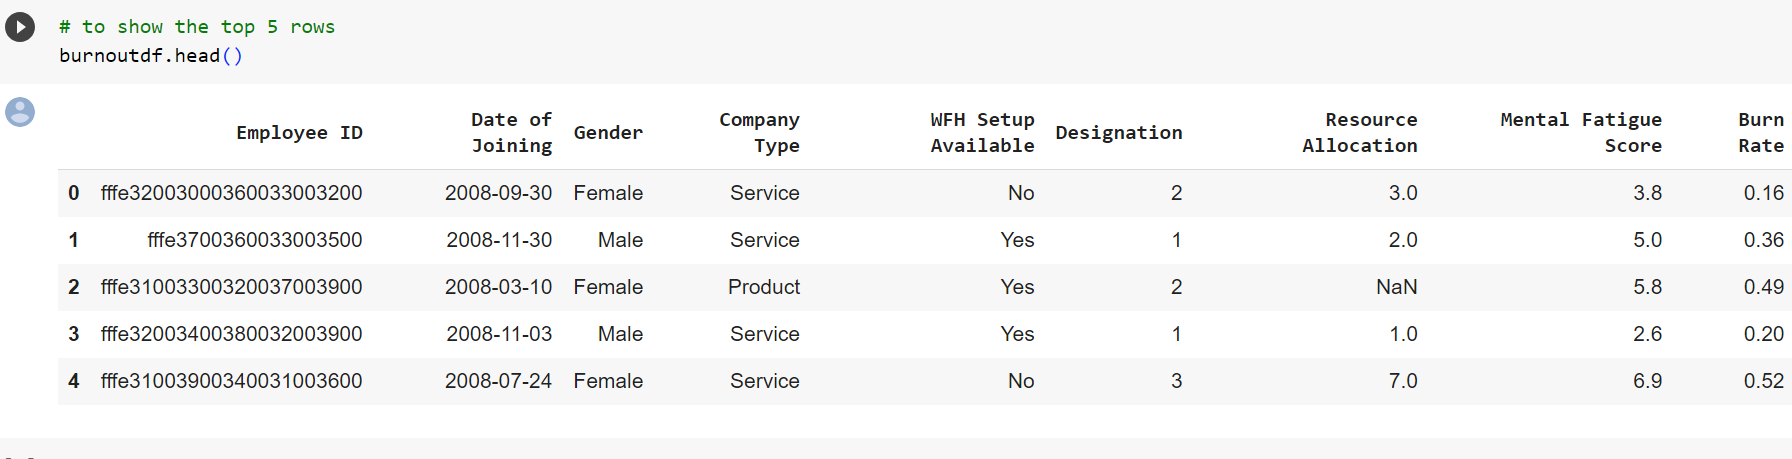 # to show the top 5 rows
burnoutdf.head()
Employee ID Date of Joining Gender Company Type WFH Setup Available Designation Resource Allocation Mental Fatigue Score Burn Rate
0 fffe32003000360033003200 2008-09-30 Female Service No 2 3.0 3.8 0.16
1 fffe3700360033003500 2008-11-30 Male Service Yes 1 2.0 5.0 0.36
2 fffe31003300320037003900 2008-03-10 Female Product Yes 2 NaN 5.8 0.49
3 fffe32003400380032003900 2008-11-03 Male Service Yes 1 1.0 2.6 0.20
4 fffe31003900340031003600 2008-07-24 Female Service No 3 7.0 6.9 0.52